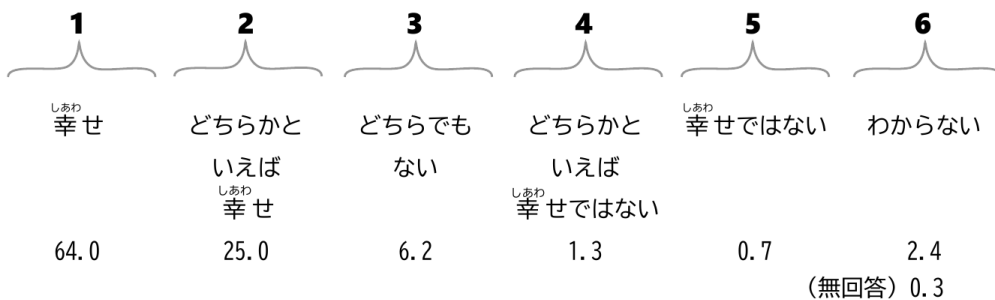 1 2 3 4 5 6
しあわ しあわ
幸せ どちらかと どちらでも どちらかと 幸せではない わからない
いえば ない いえば
しあわ しあわ
幸せ 幸せではない
64.0 25.0 6.2 1.3 0.7 2.4
(無回答) 0.3